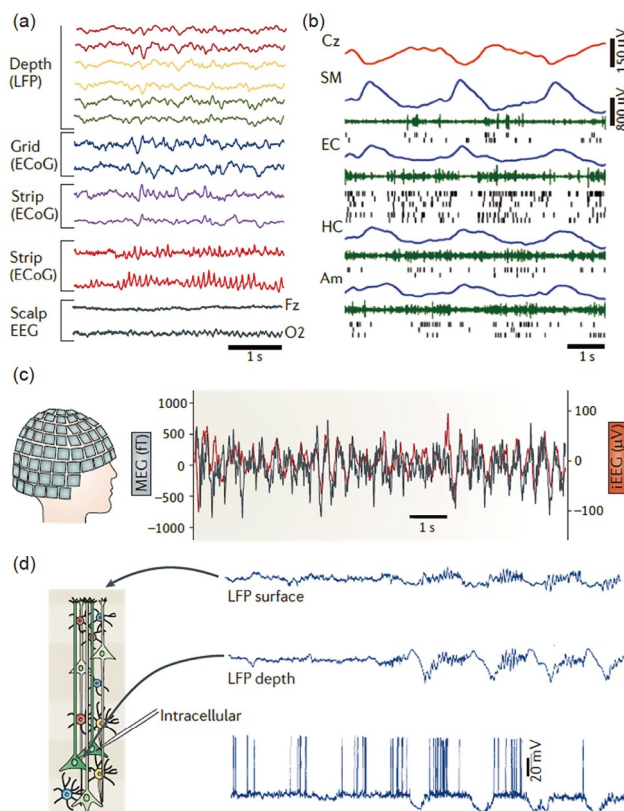 (a)
Depth
(LFP)
Grid
(ECoG)
Strip
(ECoG)
Strip
(ECoG)
Scalp
EEG
Fz
O2
1 s
(b)
Cz
150 μV
SM
800 μV
EC
HC
Am
1 s
(c)
MEG (fT)
1000
500
0
−500
−1000
1 s
100
0
−100
iEEG (μV)
(d)
LFP surface
LFP depth
Intracellular
20 mV